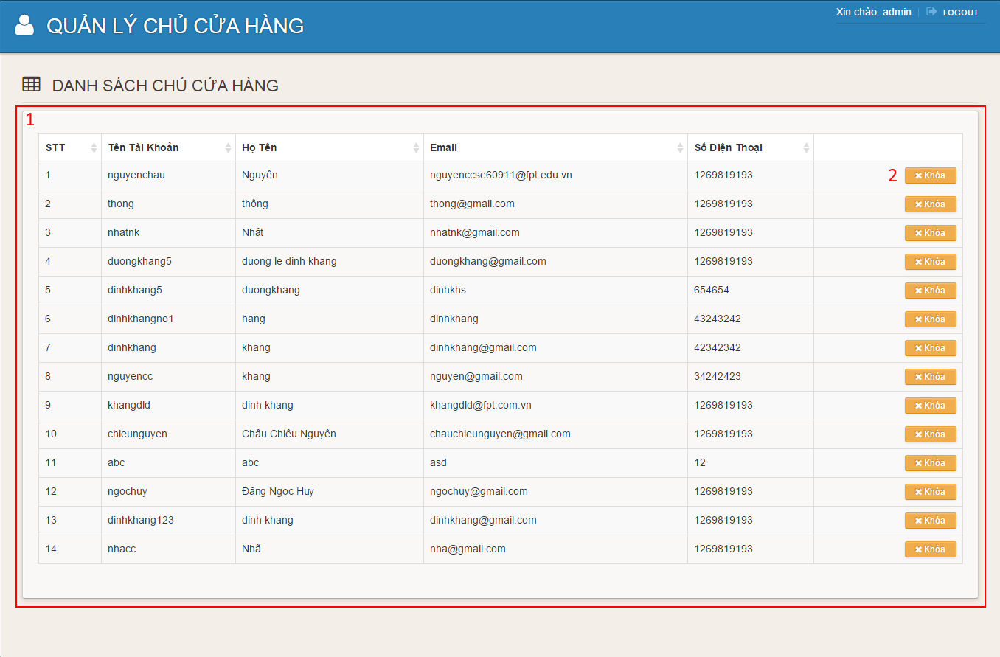 QUẢN LÝ CHỦ CỬA HÀNG
Xin chào: admin LOGOUT
DANH SÁCH CHỦ CỬA HÀNG
1
STT Tên Tài Khoản Họ Tên Email Số Điện Thoại
1 nguyenchau Nguyên nguyenccse60911@fpt.edu.vn 1269819193 2 Khóa
2 thong thông thong@gmail.com 1269819193 Khóa
3 nhatnk Nhật nhatnk@gmail.com 1269819193 Khóa
4 duongkhang5 duong le dinh khang duongkhang@gmail.com 1269819193 Khóa
5 dinhkhang5 duongkhang dinhkhs 654654 Khóa
6 dinhkhangno1 hang dinhkhang 43243242 Khóa
7 dinhkhang khang dinhkhang@gmail.com 42342342 Khóa
8 nguyencc khang nguyen@gmail.com 34242423 Khóa
9 khangdld dinh khang khangdld@fpt.com.vn 1269819193 Khóa
10 chieunguyen Châu Chiêu Nguyên chauchieunguyen@gmail.com 1269819193 Khóa
11 abc abc asd 12 Khóa
12 ngochuy Đặng Ngọc Huy ngochuy@gmail.com 1269819193 Khóa
13 dinhkhang123 dinh khang dinhkhang@gmail.com 1269819193 Khóa
14 nhacc Nhã nha@gmail.com 1269819193 Khóa